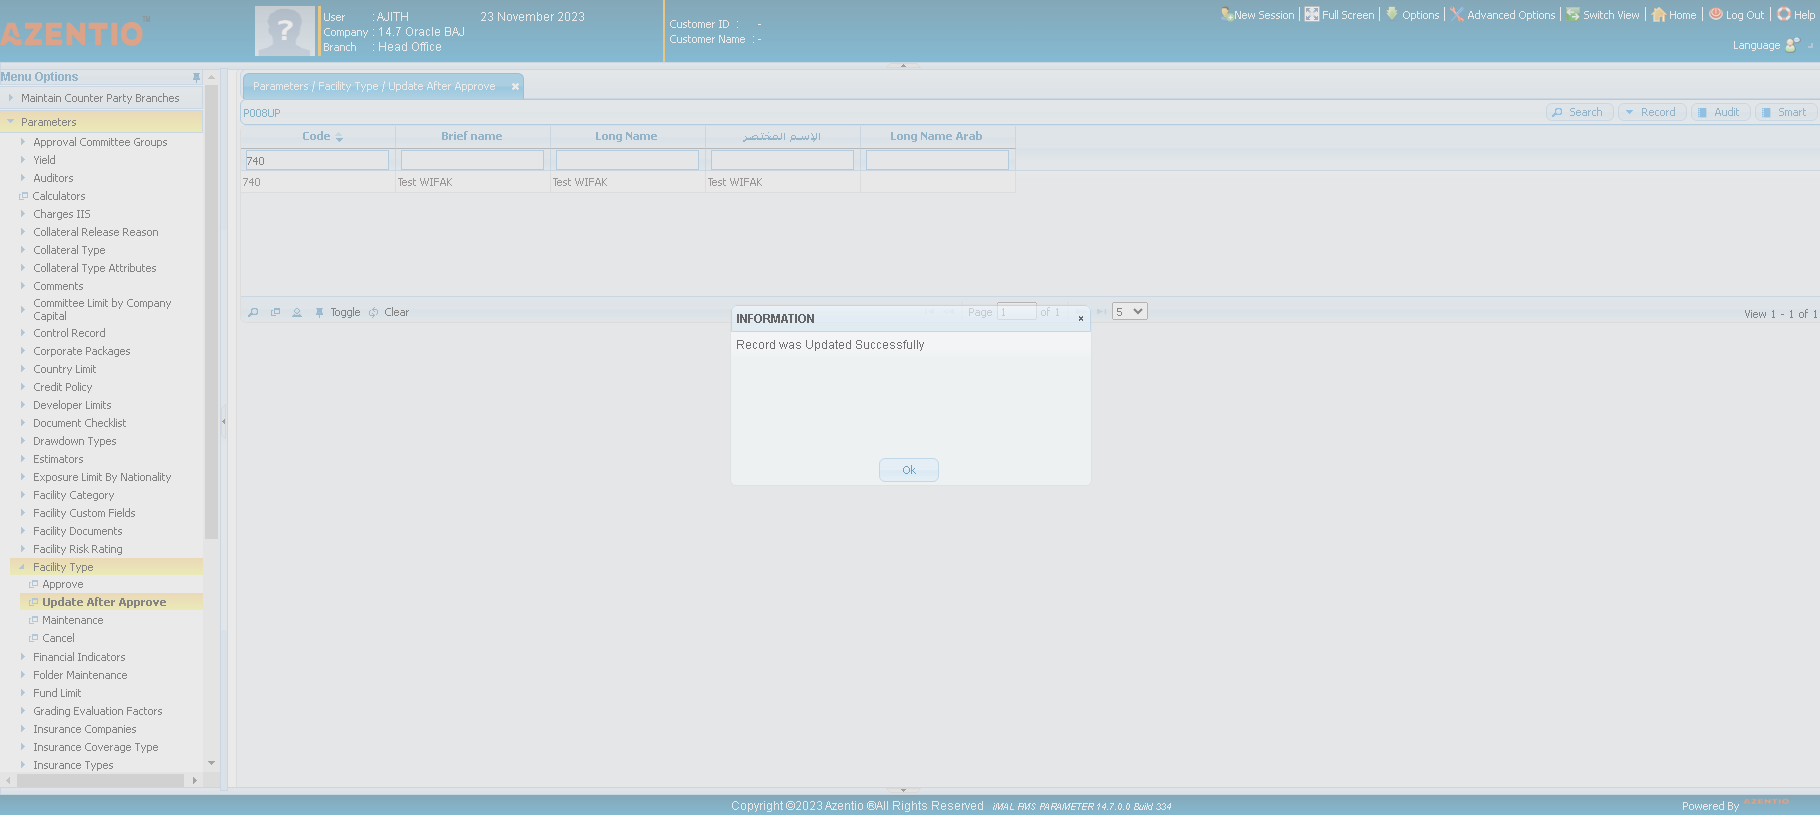 AZENTIO™
User : AJITH 23 November 2023
Company : 14.7 Oracle BAJ
Branch : Head Office
Customer ID : -
Customer Name : -
New Session | Full Screen | Options | Advanced Options | Switch View | Home | Log Out | Help
Language
Menu Options
Maintain Counter Party Branches
Parameters
Approval Committee Groups
Yield
Auditors
Calculators
Charges IIS
Collateral Release Reason
Collateral Type
Collateral Type Attributes
Comments
Committee Limit by Company
Capital
Control Record
Corporate Packages
Country Limit
Credit Policy
Developer Limits
Document Checklist
Drawdown Types
Estimators
Exposure Limit By Nationality
Facility Category
Facility Custom Fields
Facility Documents
Facility Risk Rating
Facility Type
Approve
Update After Approve
Maintenance
Cancel
Financial Indicators
Folder Maintenance
Fund Limit
Grading Evaluation Factors
Insurance Companies
Insurance Coverage Type
Insurance Types
Parameters / Facility Type / Update After Approve
P008UP
Search Record Audit Smart
Code Brief name Long Name الإسم المختصر Long Name Arab
740
740 Test WIFAK Test WIFAK Test WIFAK
Toggle Clear
Page 1 of 1 5
View 1 - 1 of 1
INFORMATION ×
Record was Updated Successfully
Ok
Copyright ©2023 Azentio ®All Rights Reserved iMAL RMS PARAMETER 14.7.0.0 Build 334
Powered By AZENTIO